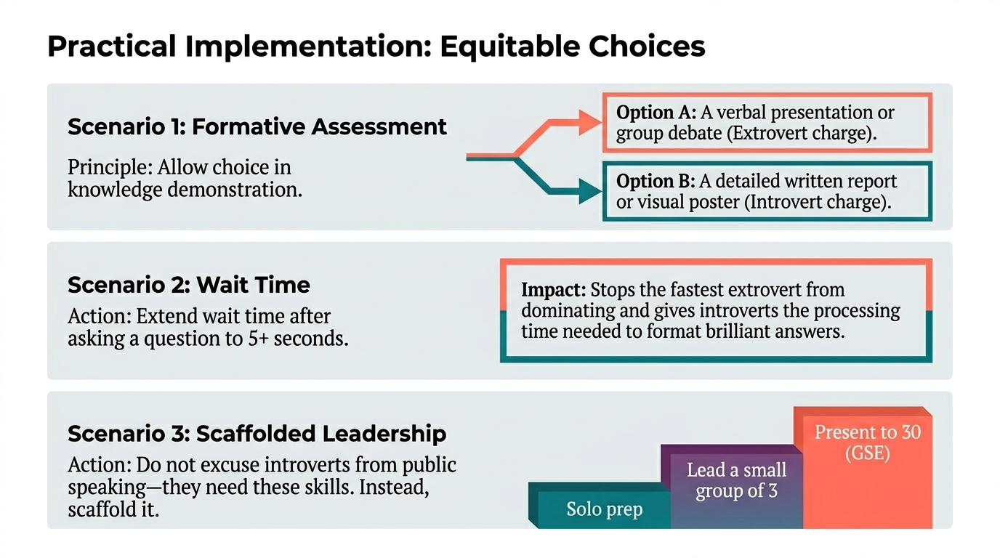 Practical Implementation: Equitable Choices
Scenario 1: Formative Assessment
Principle: Allow choice in
knowledge demonstration.
Option A: A verbal presentation or
group debate (Extrovert charge).
Option B: A detailed written report
or visual poster (Introvert charge).
Scenario 2: Wait Time
Action: Extend wait time after
asking a question to 5+ seconds.
Impact: Stops the fastest extrovert from
dominating and gives introverts the processing
time needed to format brilliant answers.
Scenario 3: Scaffolded Leadership
Action: Do not excuse introverts from public
speaking—they need these skills. Instead,
scaffold it.
Solo prep
Lead a small
group of 3
Present to 30
(GSE)